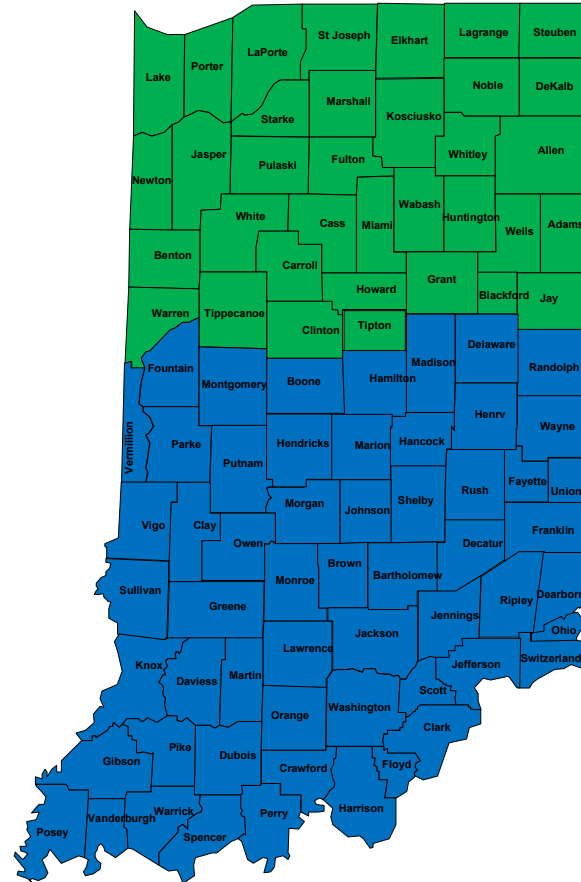 St Joseph
Lagrange
Steuben
Elkhart
LaPorte
Porter
Lake
Noble
DeKalb
Marshall
Kosciusko
Starke
Allen
Jasper
Fulton
Whitley
Pulaski
Newton
Wabash
White
Huntington
Cass
Miami
Adams
Wells
Benton
Carroll
Grant
Howard
Blackford
Jay
Warren
Tippecanoe
Clinton
Tipton
Delaware
Madison
Fountain
Randolph
Hamilton
Boone
Montgomery
Henry
Wayne
Parke
Hendricks
Marion
Hancock
Vermillion
Putnam
Fayette
Rush
Union
Shelby
Morgan
Johnson
Vigo
Clay
Franklin
Owen
Decatur
Brown
Bartholomew
Monroe
Sullivan
Dearborn
Ripley
Greene
Jennings
Ohio
Jackson
Lawrence
Switzerland
Knox
Jefferson
Martin
Daviess
Scott
Washington
Orange
Clark
Pike
Dubois
Gibson
Floyd
Crawford
Harrison
Warrick
Perry
Vanderburgh
Posey
Spencer